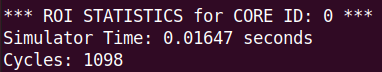 *** ROI STATISTICS for CORE ID: 0 ***
Simulator Time: 0.01647 seconds
Cycles: 1098